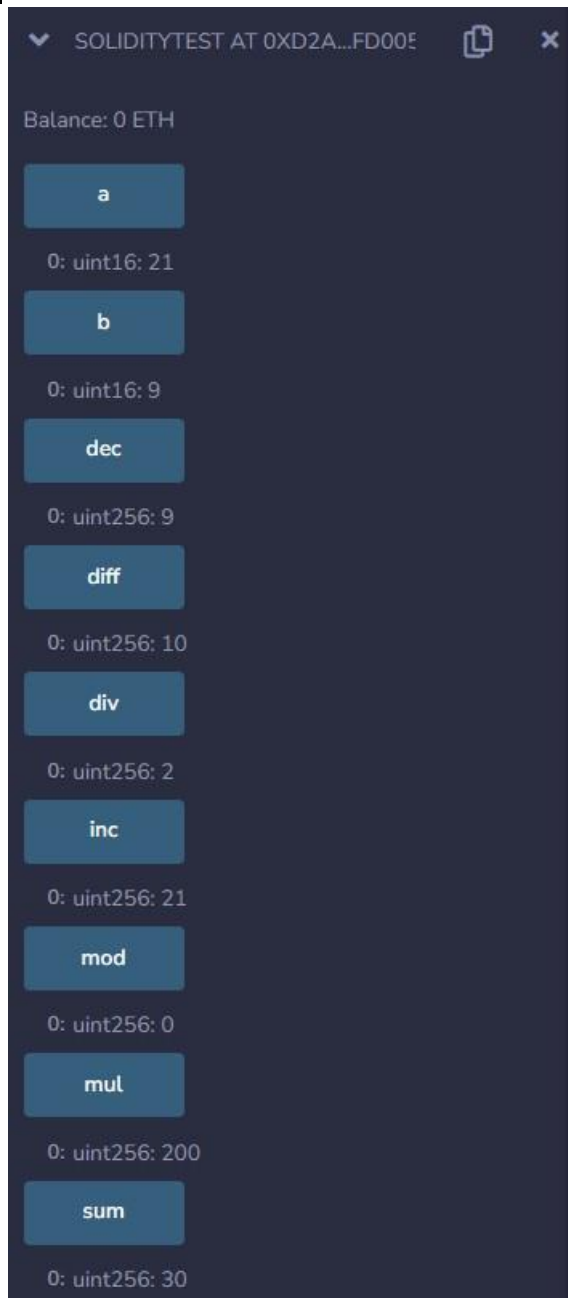 SOLIDITYTEST AT 0XD2A...FD005
Balance: 0 ETH
a
0: uint16: 21
b
0: uint16: 9
dec
0: uint256: 9
diff
0: uint256: 10
div
0: uint256: 2
inc
0: uint256: 21
mod
0: uint256: 0
mul
0: uint256: 200
sum
0: uint256: 30